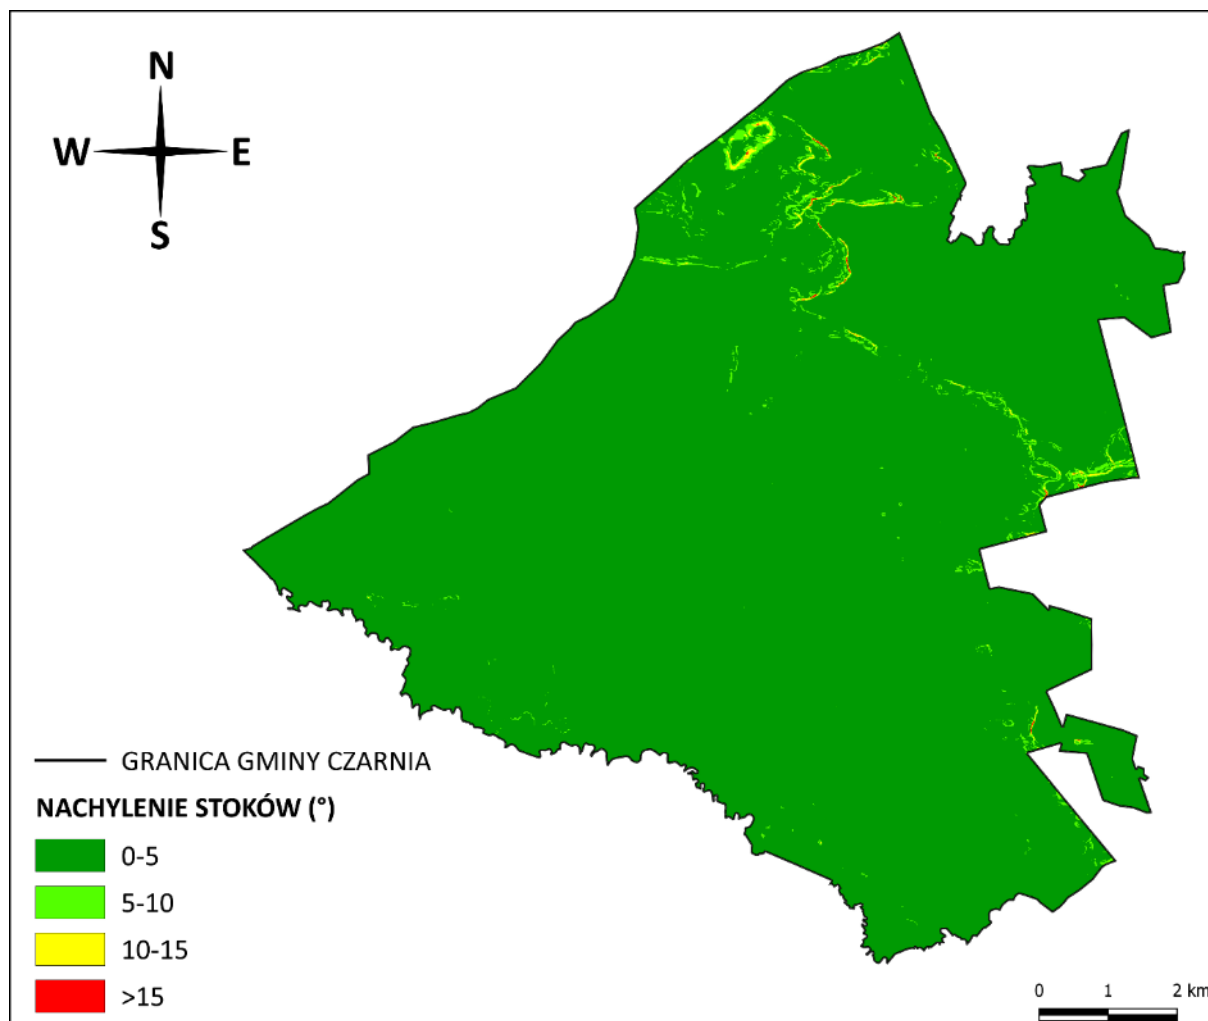 N
W E
S
GRANICA GMINY CZARNIA
NACHYLENIE STOKÓW (°)
0-5
5-10
10-15
>15
0 1 2 km